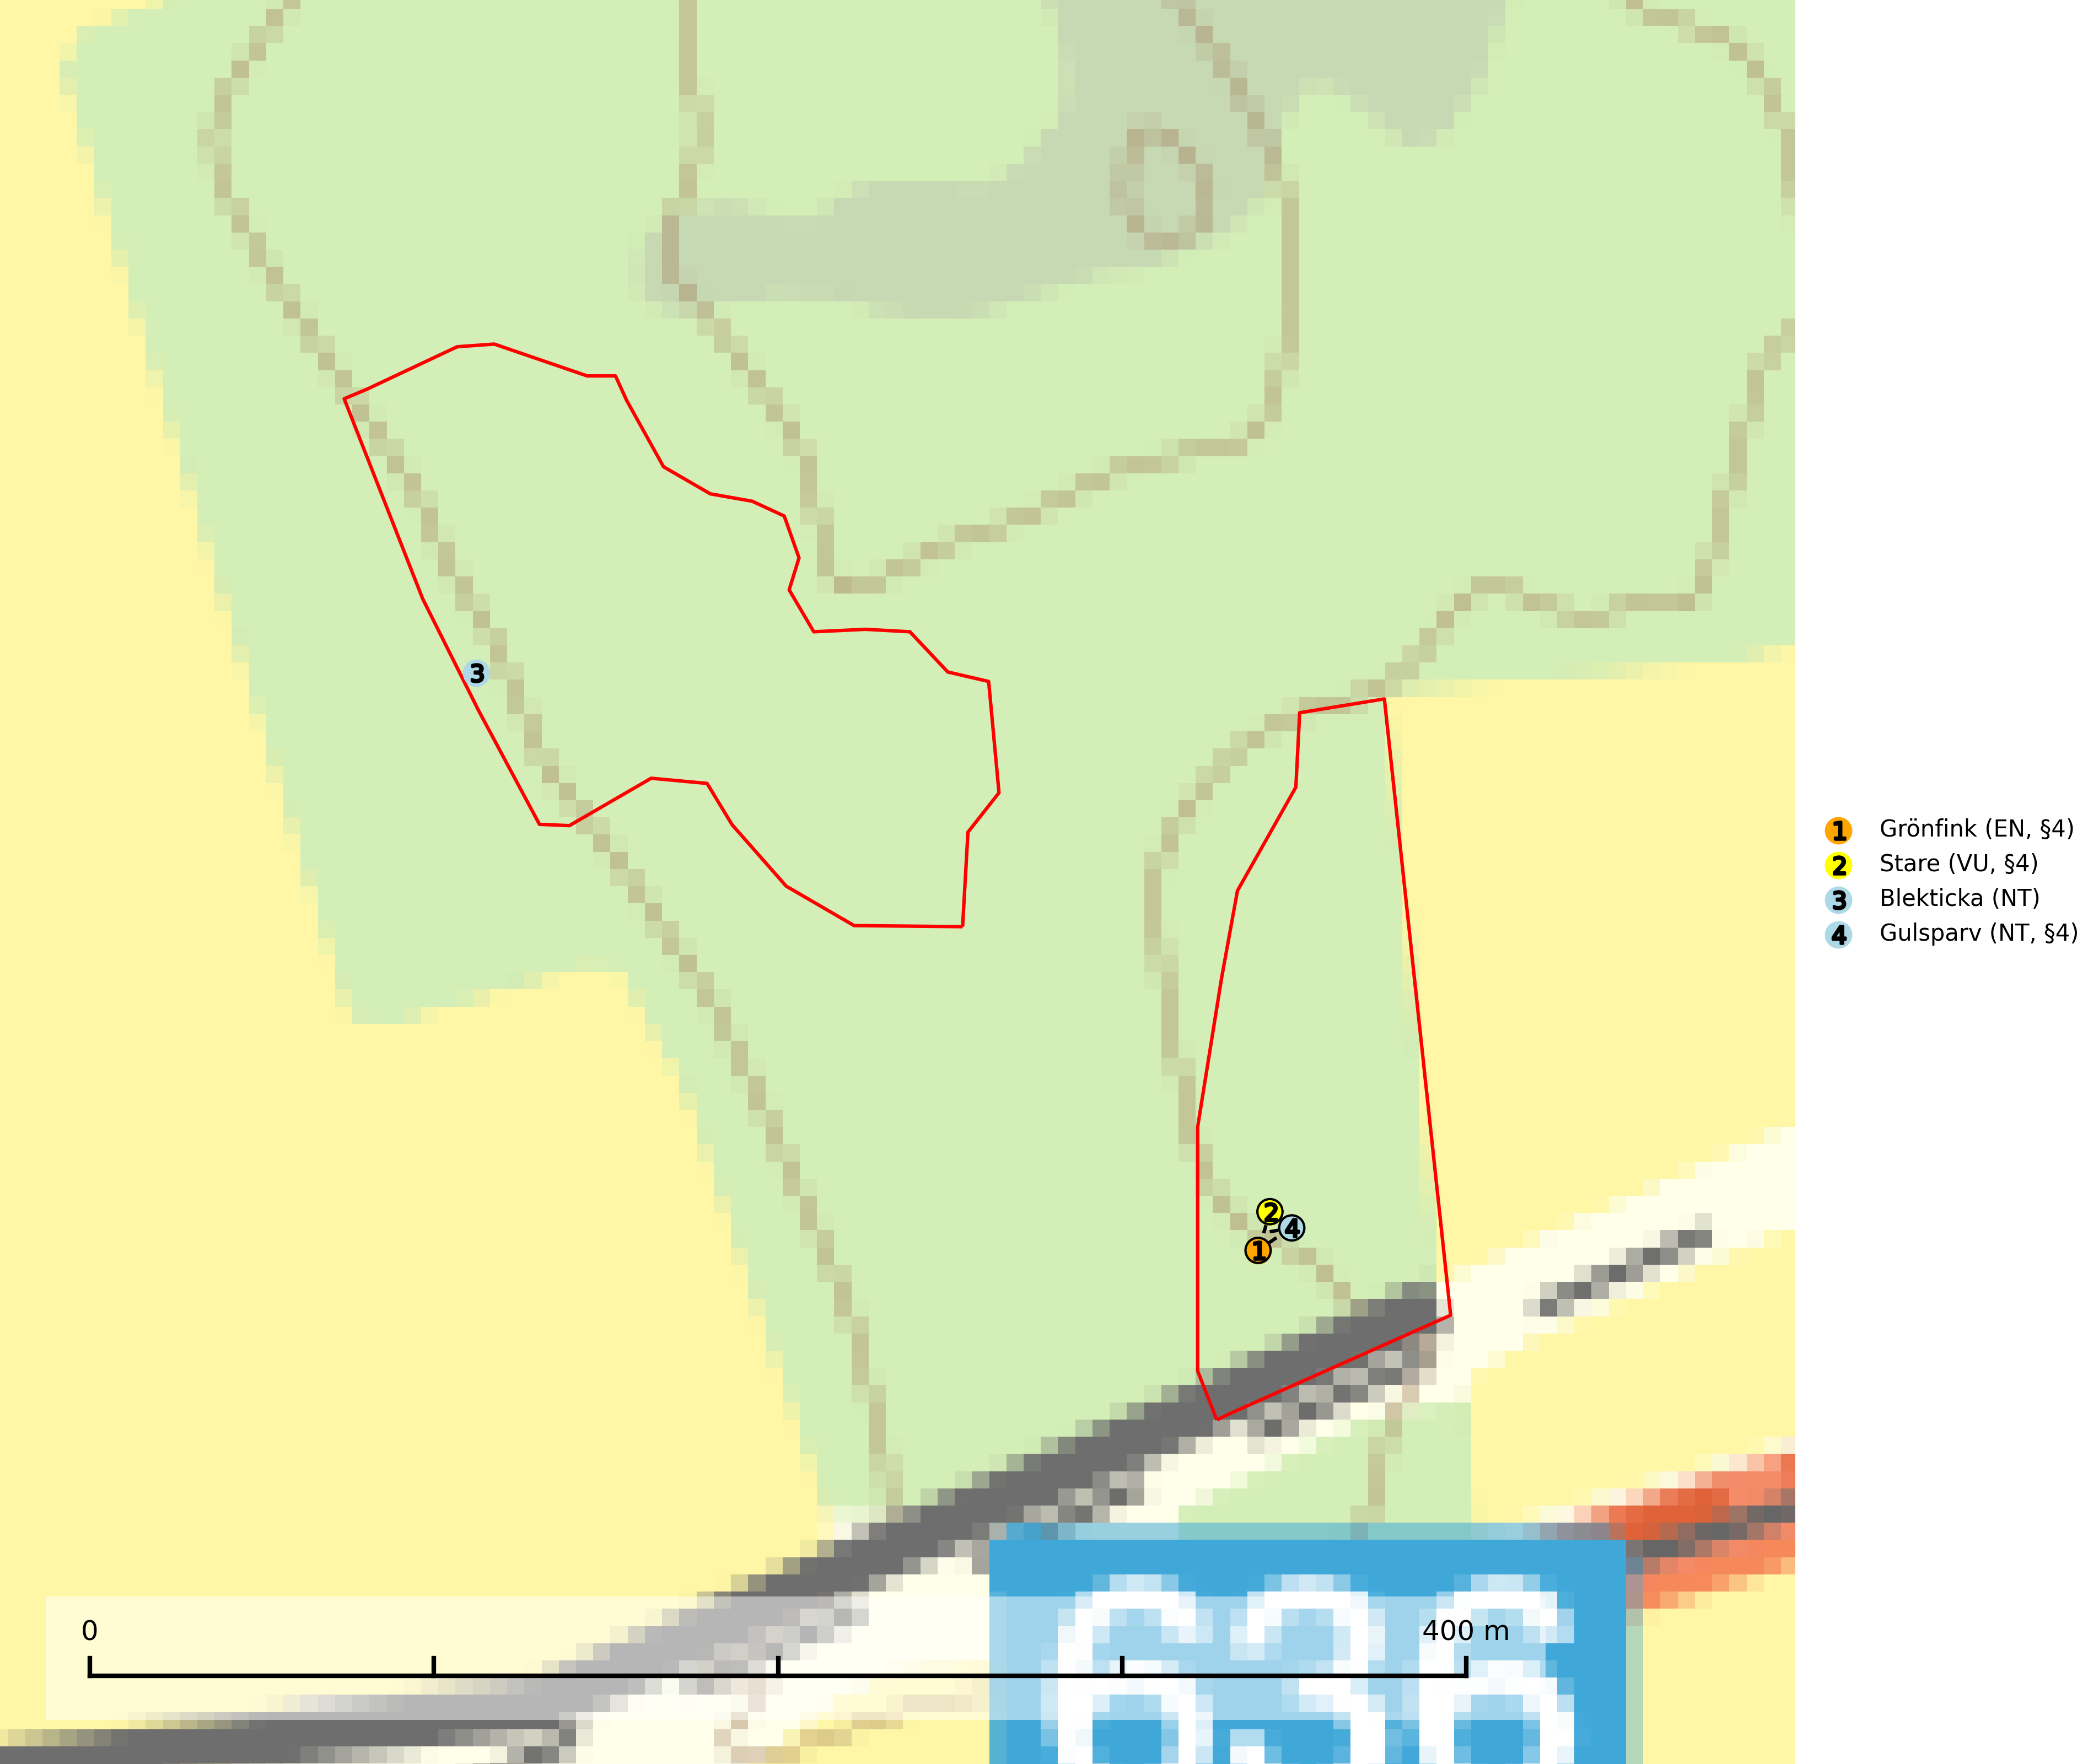 3
2
4
1
1 Grönfink (EN, §4)
2 Stare (VU, §4)
3 Blekticka (NT)
4 Gulsparv (NT, §4)
0 400 m